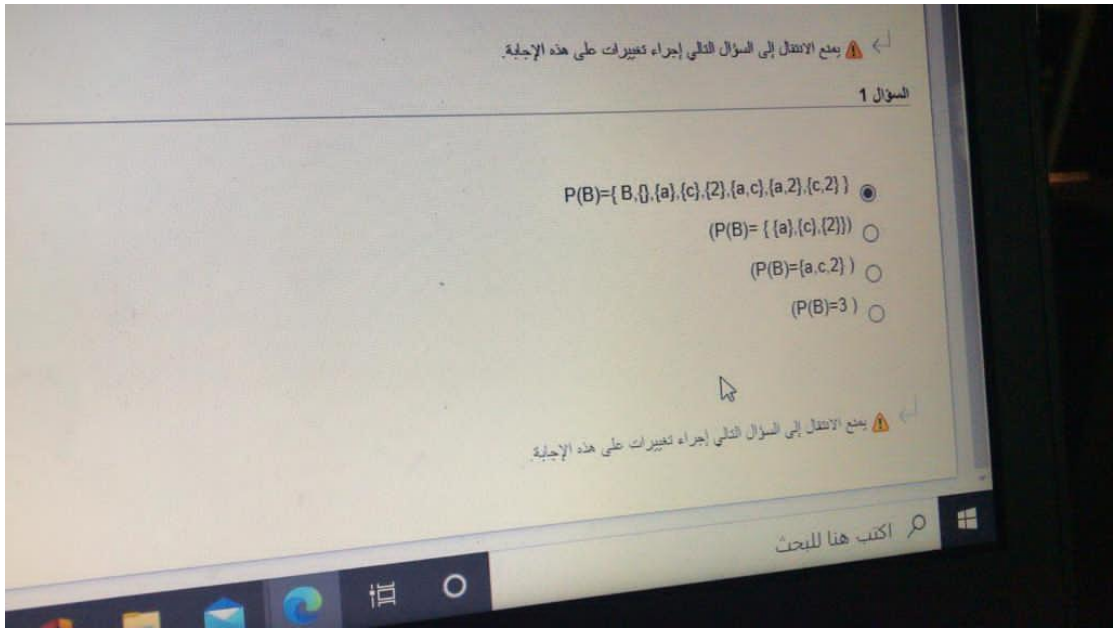 يمنع الانتقال إلى السؤال التالي إجراء تغييرات على هذه الإجابة.
السؤال 1
P(B)={ B,{},{a},{c},{2},{a,c},{a,2},{c,2} }
(P(B)= { {a},{c},{2}})
(P(B)={a,c,2} )
(P(B)=3 )
يمنع الانتقال إلى السؤال التالي إجراء تغييرات على هذه الإجابة.
اكتب هنا للبحث